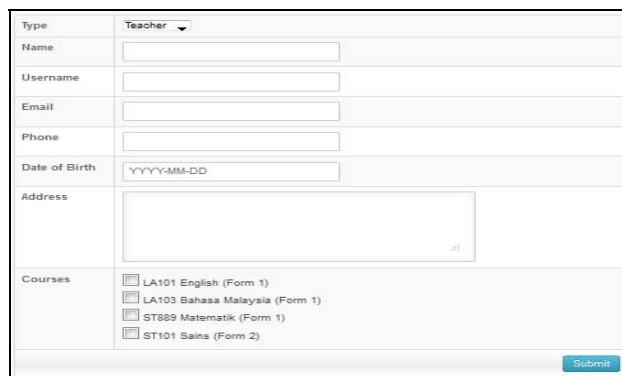 Type Teacher
Name
Username
Email
Phone
Date of Birth YYYY-MM-DD
Address
Courses LA101 English (Form 1)
LA103 Bahasa Malaysia (Form 1)
ST889 Matematik (Form 1)
ST101 Sains (Form 2)
Submit